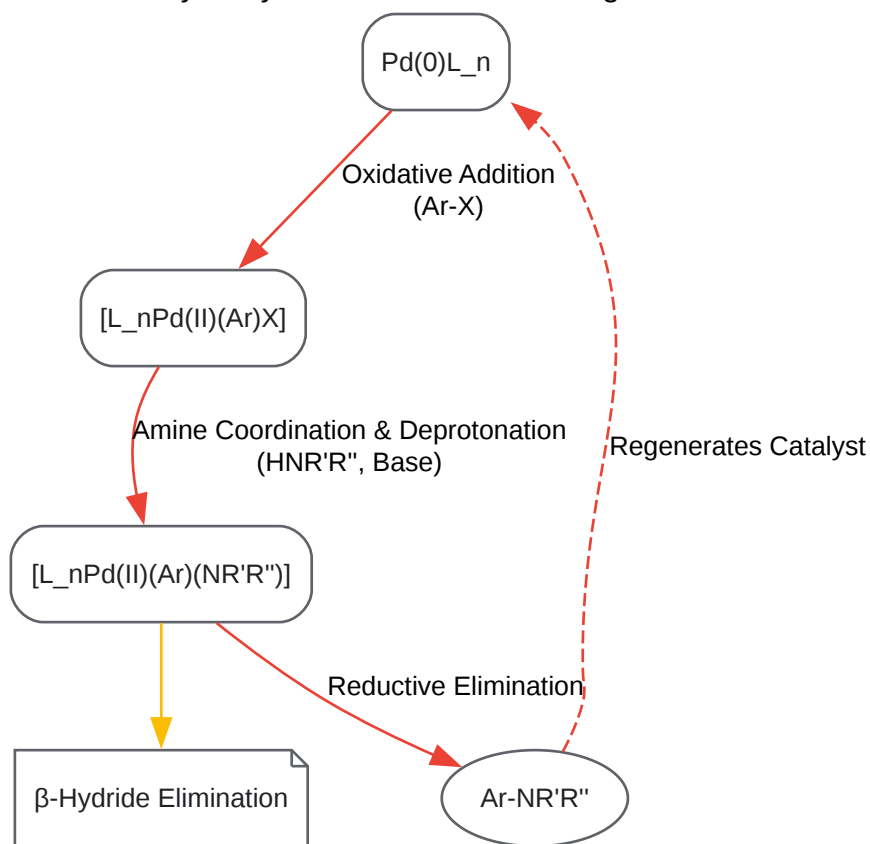 Pd(0)L_n
Oxidative Addition
(Ar-X)
[L_nPd(II)(Ar)X]
Amine Coordination & Deprotonation
(HNR'R'', Base)
Regenerates Catalyst
[L_nPd(II)(Ar)(NR'R'')]
Reductive Elimination
β-Hydride Elimination
Ar-NR'R''